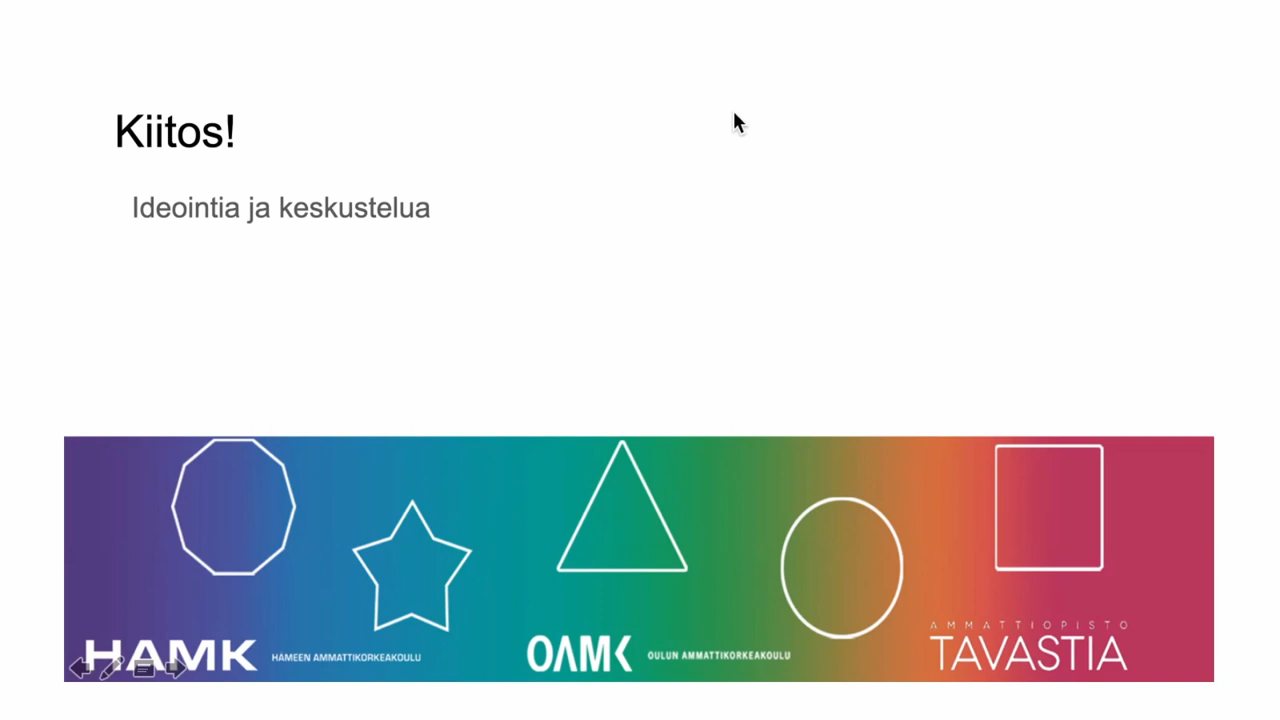 Kiitos!
Ideointia ja keskustelua
HAMK HÄMEEN AMMATTIKORKEAKOULU
OAMK OULUN AMMATTIKORKEAKOULU
AMMATTIOPISTO
TAVASTIA